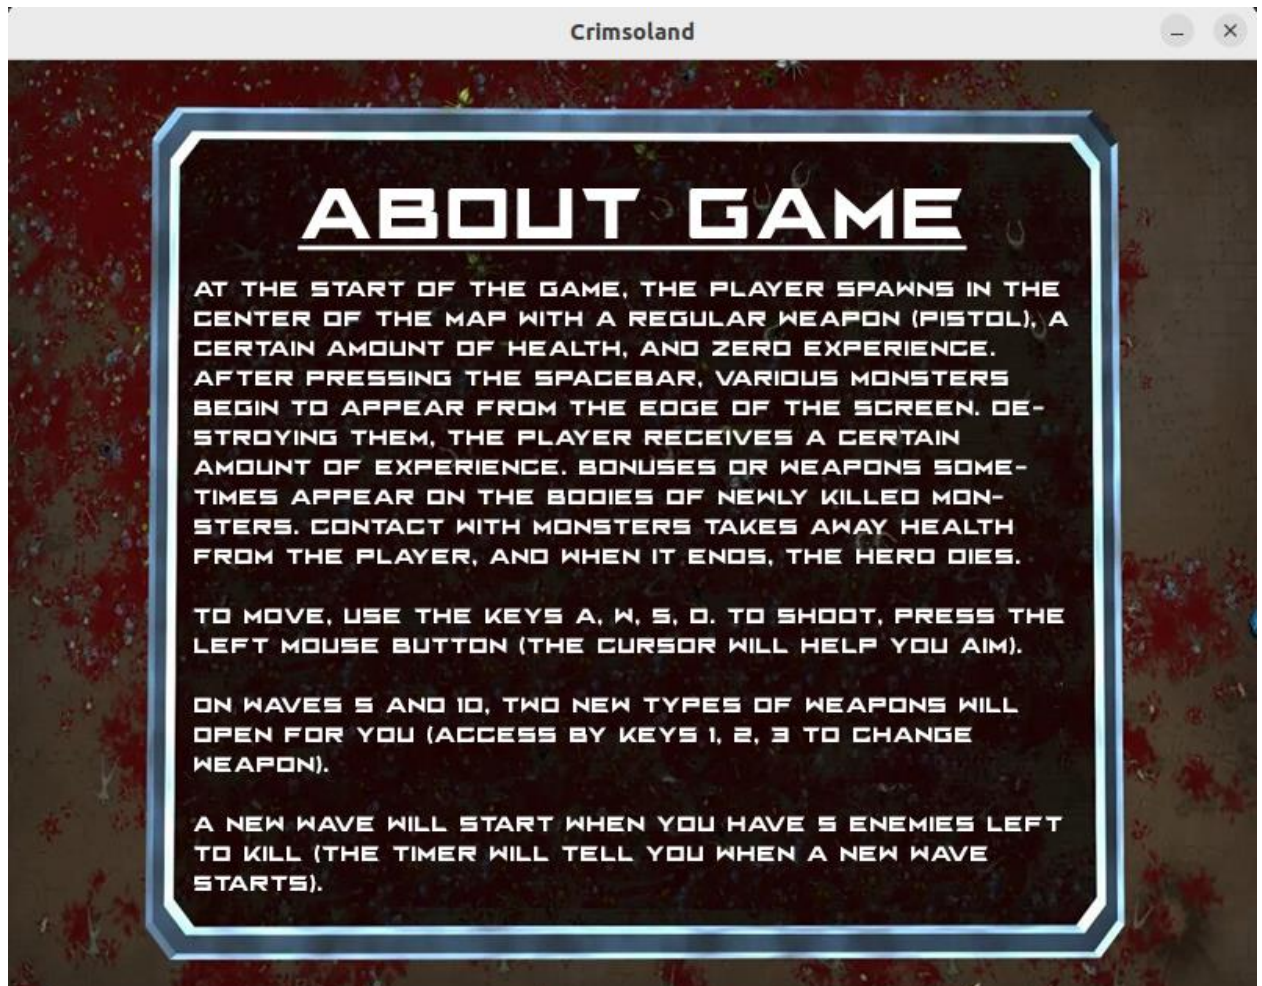 Crimsoland
ABOUT GAME
AT THE START OF THE GAME, THE PLAYER SPAWNS IN THE
CENTER OF THE MAP WITH A REGULAR WEAPON (PISTOL), A
CERTAIN AMOUNT OF HEALTH, AND ZERO EXPERIENCE.
AFTER PRESSING THE SPACEBAR, VARIOUS MONSTERS
BEGIN TO APPEAR FROM THE EDGE OF THE SCREEN. DE-
STROYING THEM, THE PLAYER RECEIVES A CERTAIN
AMOUNT OF EXPERIENCE. BONUSES OR WEAPONS SOME-
TIMES APPEAR ON THE BODIES OF NEWLY KILLED MON-
STERS. CONTACT WITH MONSTERS TAKES AWAY HEALTH
FROM THE PLAYER, AND WHEN IT ENDS, THE HERO DIES.
TO MOVE, USE THE KEYS A, W, S, D. TO SHOOT, PRESS THE
LEFT MOUSE BUTTON (THE CURSOR WILL HELP YOU AIM).
ON WAVES 5 AND 10, TWO NEW TYPES OF WEAPONS WILL
OPEN FOR YOU (ACCESS BY KEYS 1, 2, 3 TO CHANGE
WEAPON).
A NEW WAVE WILL START WHEN YOU HAVE 5 ENEMIES LEFT
TO KILL (THE TIMER WILL TELL YOU WHEN A NEW WAVE
STARTS).